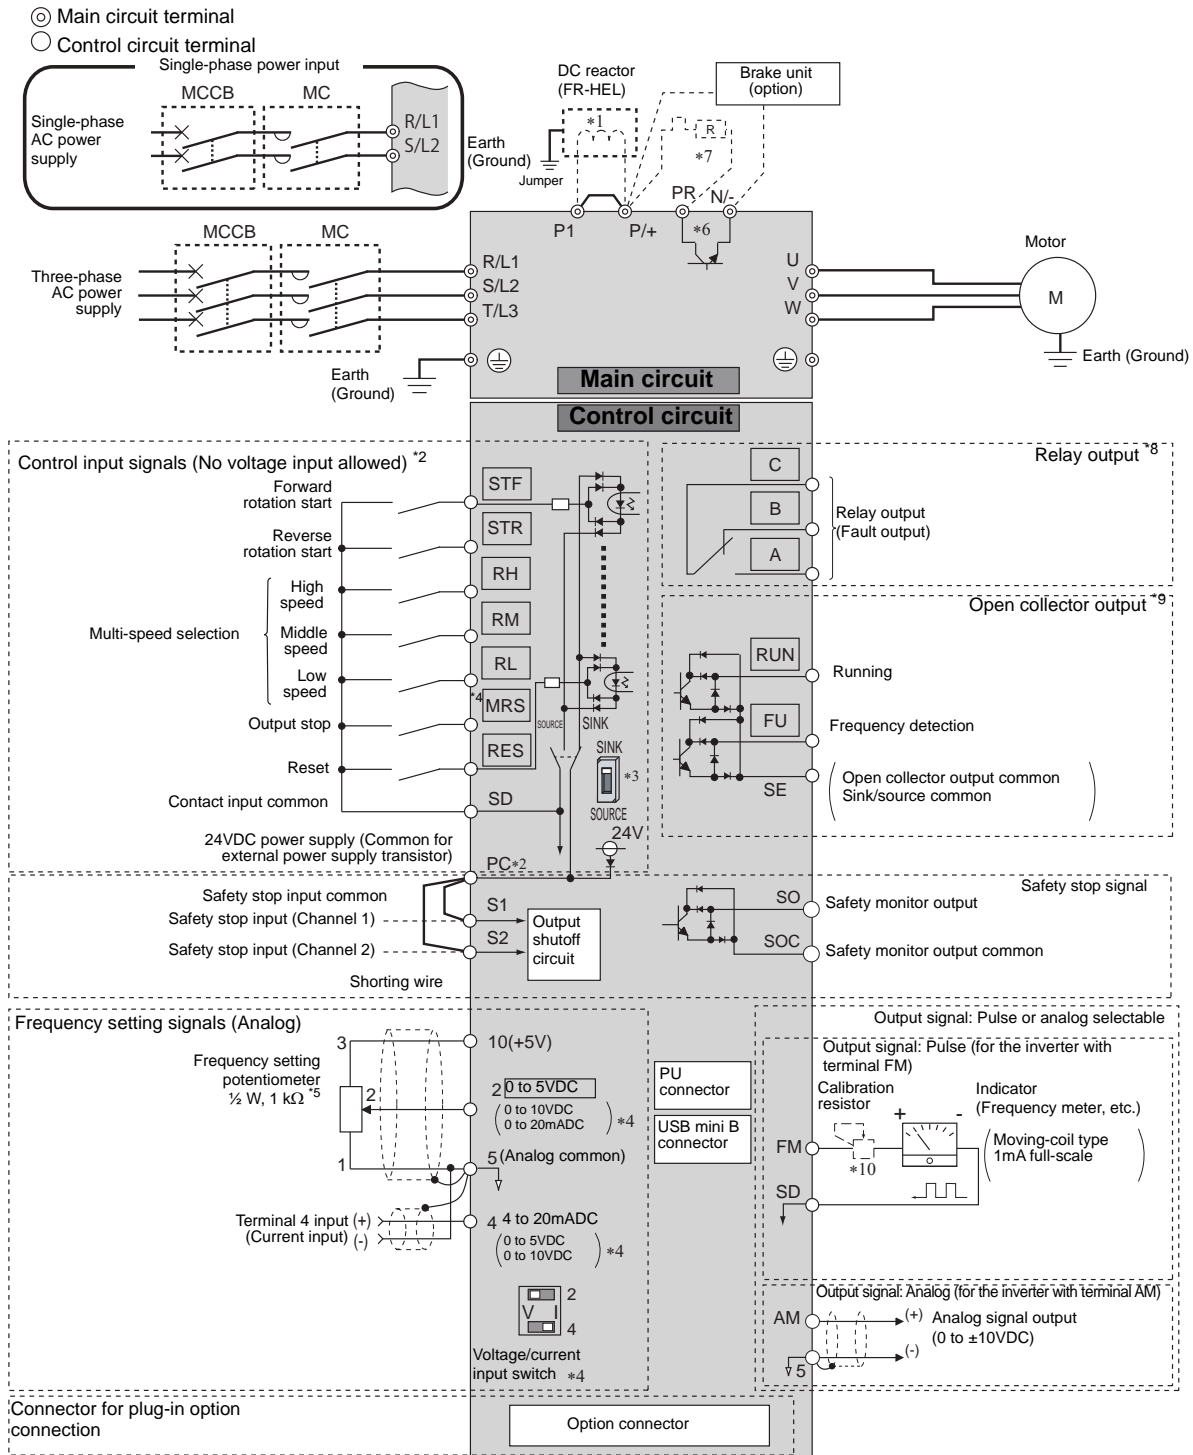 Main circuit terminal
Control circuit terminal
Single-phase power input
MCCB
MC
Single-phase
AC power
supply
R/L1
S/L2
Earth
(Ground)
DC reactor
(FR-HEL)
*1
Jumper
Brake unit
(option)
R
*7
PR
N/-
P1
P/+
*6
MCCB
MC
Three-phase
AC power
supply
R/L1
S/L2
T/L3
U
V
W
Motor
M
Earth (Ground)
Earth
(Ground)
Main circuit
Control circuit
Control input signals (No voltage input allowed) *2
Forward
rotation start
STF
Reverse
rotation start
STR
Multi-speed selection
High
speed
RH
Middle
speed
RM
Low
speed
RL
Output stop
*4
MRS
Reset
RES
Contact input common
SD
SOURCE
SINK
SINK
*3
SOURCE
24V
24VDC power supply (Common for
external power supply transistor)
PC*2
Relay output *8
C
B
A
Relay output
(Fault output)
Open collector output *9
RUN
Running
FU
Frequency detection
SE
Open collector output common
Sink/source common
Safety stop input common
Safety stop input (Channel 1)
Safety stop input (Channel 2)
Shorting wire
S1
S2
Output
shutoff
circuit
Safety stop signal
SO
Safety monitor output
SOC
Safety monitor output common
Frequency setting signals (Analog)
Frequency setting
potentiometer
½ W, 1 kΩ *5
3
2
1
10(+5V)
2 0 to 5VDC
(0 to 10VDC
0 to 20mADC) *4
5 (Analog common)
Terminal 4 input (+)
(Current input) (-)
4 4 to 20mADC
(0 to 5VDC
0 to 10VDC) *4
V I
2
4
Voltage/current
input switch *4
PU
connector
USB mini B
connector
Output signal: Pulse or analog selectable
Output signal: Pulse (for the inverter with
terminal FM)
Calibration
resistor
+ -
Indicator
(Frequency meter, etc.)
(Moving-coil type
1mA full-scale)
FM
*10
SD
Output signal: Analog (for the inverter with terminal AM)
AM
(+) Analog signal output
(0 to ±10VDC)
(-)
5
Connector for plug-in option
connection
Option connector